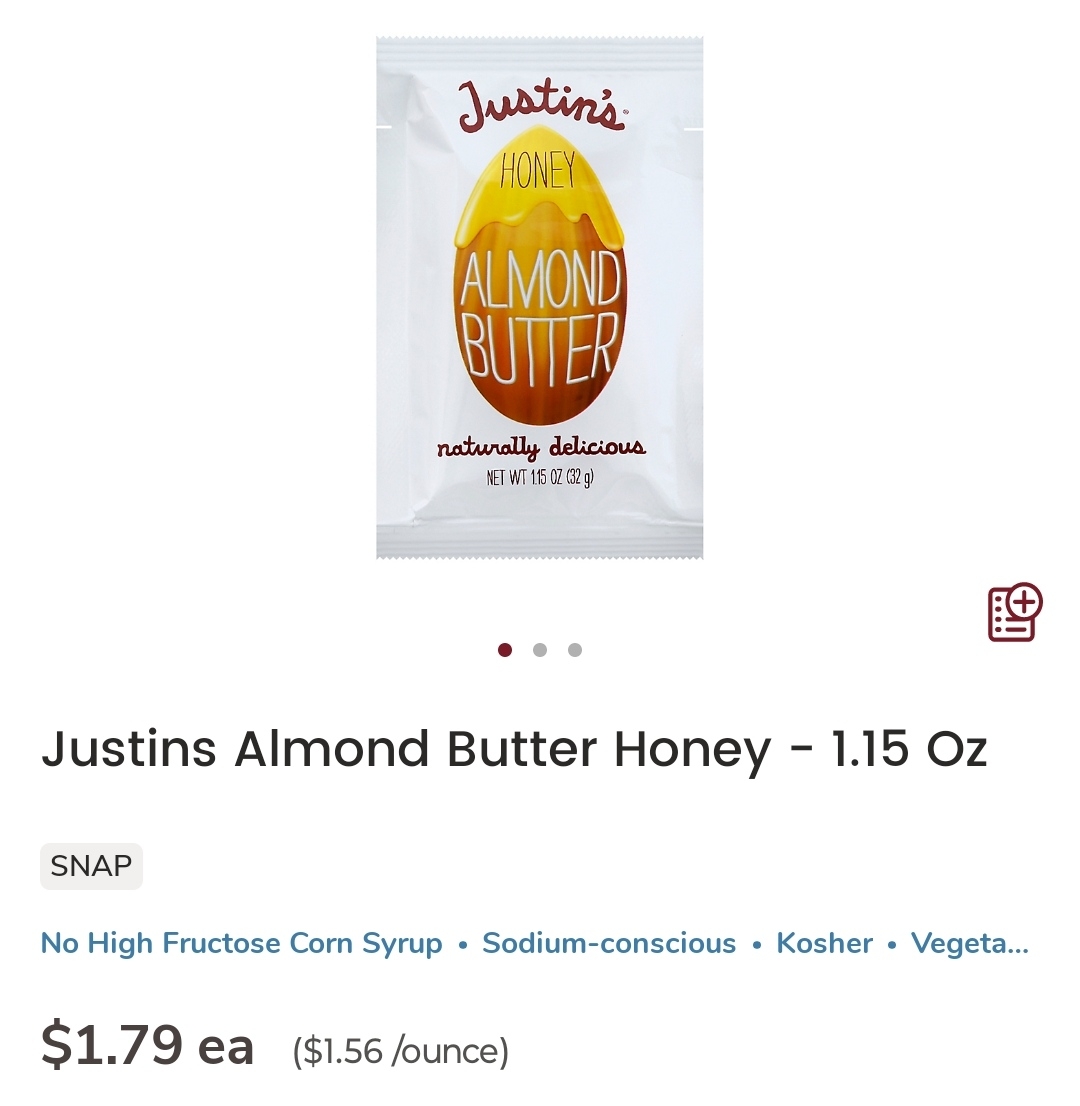 Justin's
HONEY
ALMOND
BUTTER
naturally delicious
NET WT 1.15 OZ (32 g)
Justins Almond Butter Honey - 1.15 Oz
SNAP
No High Fructose Corn Syrup • Sodium-conscious • Kosher • Vegeta...
$1.79 ea ($1.56 /ounce)